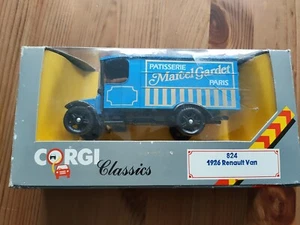 PATISSERIE
Marcel Gardet
PARIS
CORGI
Classics
824
1926 Renault Van